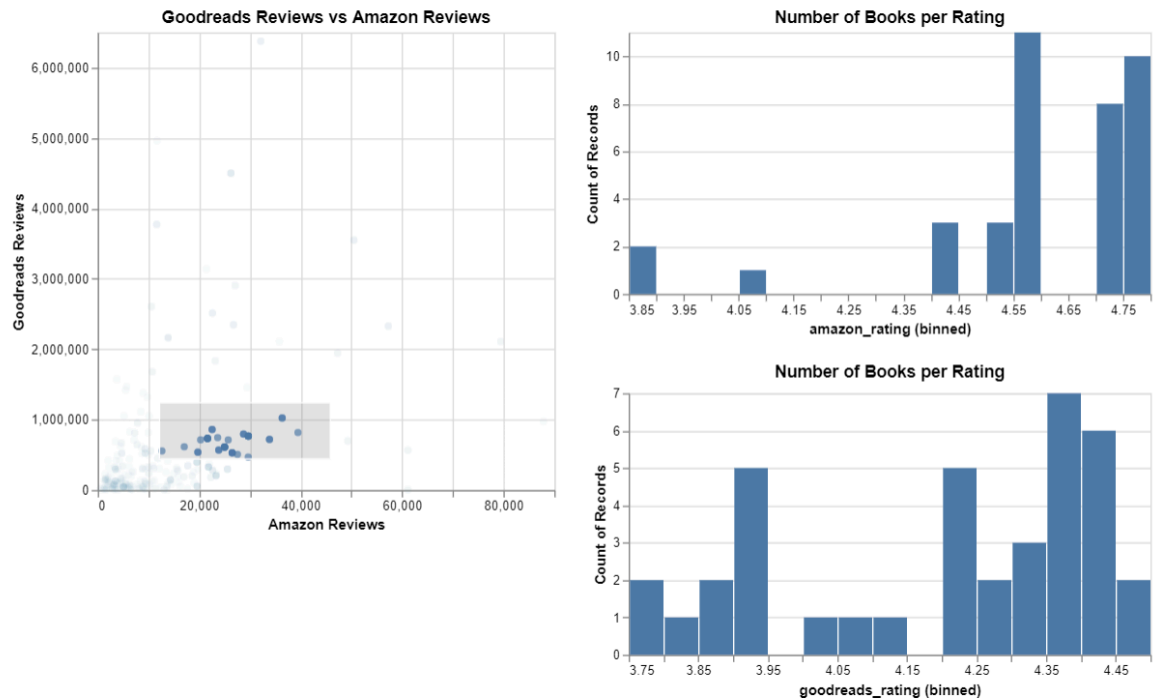 Goodreads Reviews vs Amazon Reviews
6,000,000
5,000,000
4,000,000
3,000,000
2,000,000
1,000,000
0
Goodreads Reviews
0 20,000 40,000 60,000 80,000
Amazon Reviews
Number of Books per Rating
10
8
6
4
2
0
Count of Records
3.85 3.95 4.05 4.15 4.25 4.35 4.45 4.55 4.65 4.75
amazon_rating (binned)
Number of Books per Rating
7
6
5
4
3
2
1
0
Count of Records
3.75 3.85 3.95 4.05 4.15 4.25 4.35 4.45
goodreads_rating (binned)